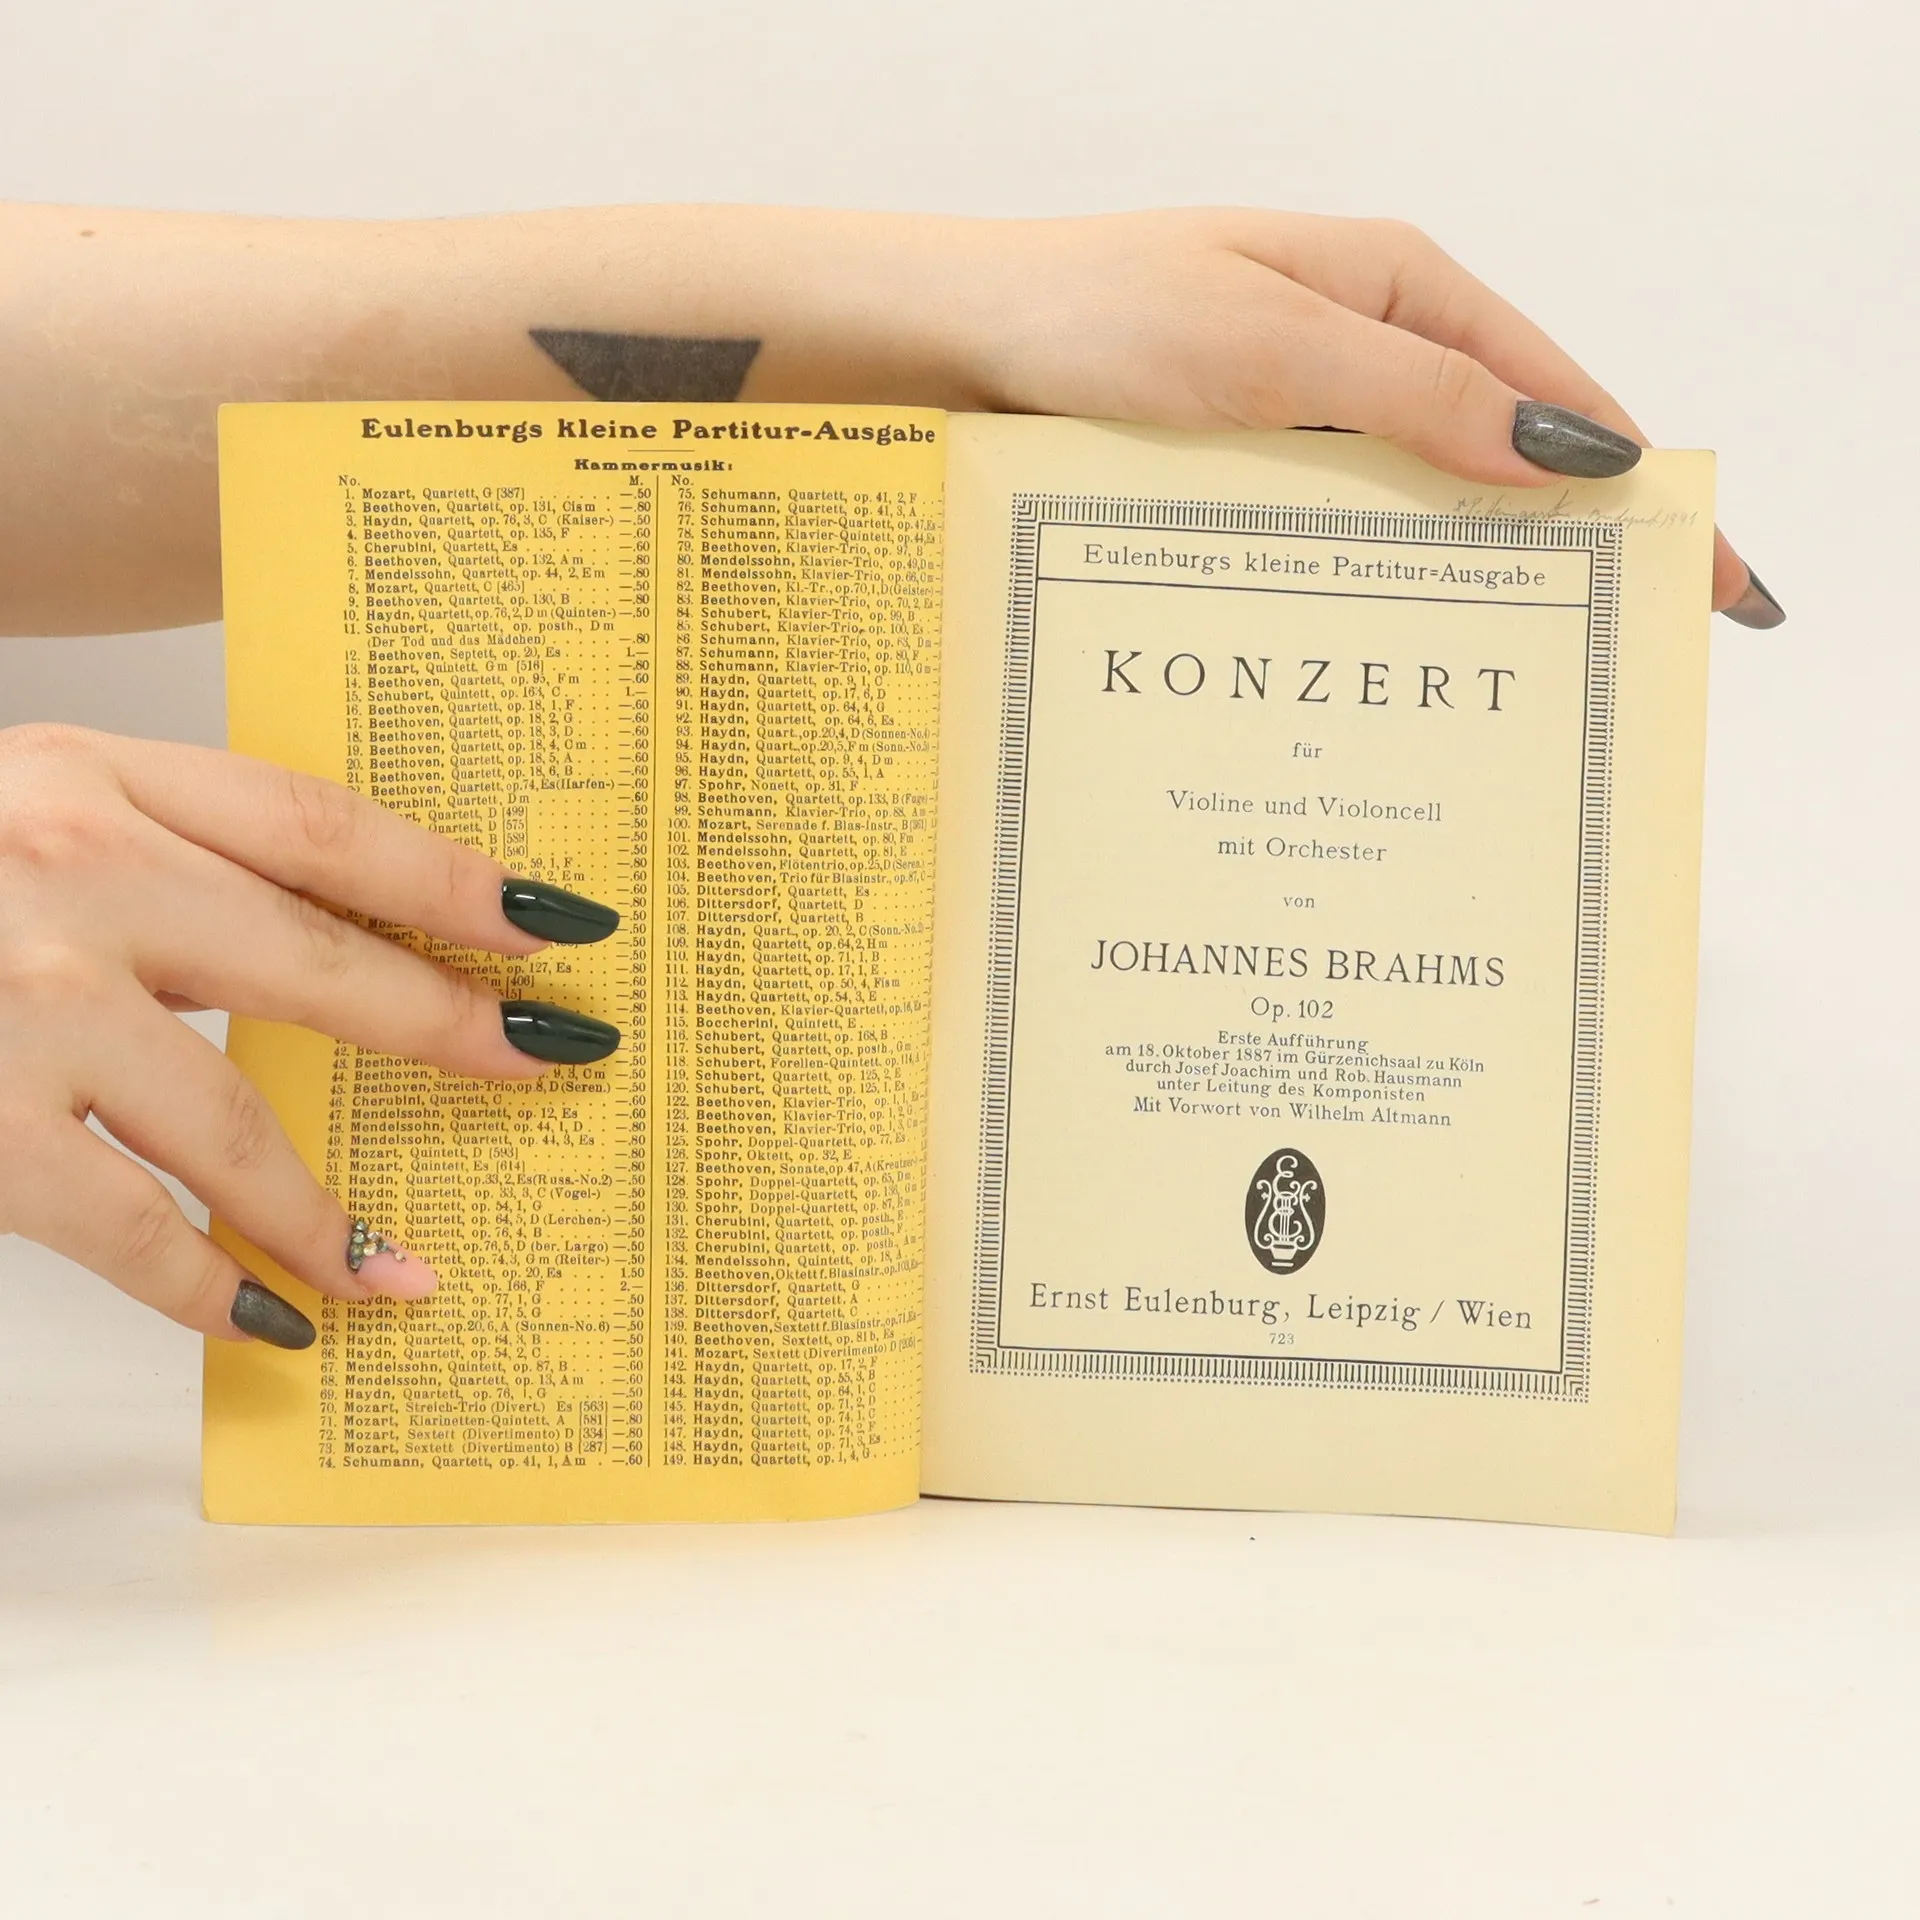 Eulenburgs kleine Partitur-Ausgabe
Kammermusik:
No. M.
1. Mozart, Quartett, G [387] . . . . . . —.50
2. Beethoven, Quartett, op. 131, Cism . —.80
3. Haydn, Quartett, op. 76, 3, C (Kaiser-) —.50
4. Beethoven, Quartett, op. 135, F . . . —.60
5. Cherubini, Quartett, Es . . . . . . —.60
6. Beethoven, Quartett, op. 132, Am . . —.80
7. Mendelssohn, Quartett, op. 44, 2, Em —.80
8. Mozart, Quartett, C [465] . . . . . —.50
9. Beethoven, Quartett, op. 130, B . . . —.80
10. Haydn, Quartett, op. 76, 2, Dm (Quinten-) —.50
11. Schubert, Quartett, op. posth., Dm
(Der Tod und das Mädchen) . . . . . —.80
12. Beethoven, Septett, op. 20, Es . . . . 1.—
13. Mozart, Quintett, Gm [516] . . . . —.80
14. Beethoven, Quartett, op. 95, Fm . . . —.60
15. Schubert, Quintett, op. 163, C . . . . 1.—
16. Beethoven, Quartett, op. 18, 1, F . . . —.60
17. Beethoven, Quartett, op. 18, 2, G . . . —.60
18. Beethoven, Quartett, op. 18, 3, D . . . —.60
19. Beethoven, Quartett, op. 18, 4, Cm . . —.60
20. Beethoven, Quartett, op. 18, 5, A . . . —.60
21. Beethoven, Quartett, op. 18, 6, B . . . —.60
Beethoven, Quartett, op. 74, Es (Harfen-) —.60
Cherubini, Quartett, Dm . . . . . —.60
D [499] . . . . . —.50
Quartett, D [575] . . . . . —.50
B [589] . . . . . —.50
F [590] . . . . . —.50
op. 59, 1, F . . . —.80
59, 2, Em . . . —.60
C . . . —.60
—.80
—.50
—.50
—.50
Quartett, A [464] . . . . —.50
op. 127, Es . . . —.80
[406] . . . . —.60
—.80
—.80
—.60
—.50
42. —.50
43. Beethoven, —.50
44. Beethoven, 9, 3, Cm . . —.50
45. Beethoven, Streich-Trio, op. 8, D (Seren.) —.50
46. Cherubini, Quartett, C . . . . . . —.60
47. Mendelssohn, Quartett, op. 12, Es . . —.60
48. Mendelssohn, Quartett, op. 44, 1, D . . —.80
49. Mendelssohn, Quartett, op. 44, 3, Es . —.80
50. Mozart, Quintett, D [593] . . . . . —.80
51. Mozart, Quintett, Es [614] . . . . . —.80
52. Haydn, Quartett, op. 33, 2, Es (Russ.-No. 2) —.50
Haydn, Quartett, op. 33, 3, C (Vogel-) —.50
Haydn, Quartett, op. 54, 1, G . . . . —.50
Haydn, Quartett, op. 64, 5, D (Lerchen-) —.50
Quartett, op. 76, 4, B . . . . —.50
Quartett, op. 76, 5, D (ber. Largo) —.50
op. 74, 3, Gm (Reiter-) —.50
Oktett, op. 20, Es . . . 1.50
op. 166, F . . . . 2.—
Haydn, Quartett, op. 77, 1, G . . . . . —.50
63. Haydn, Quartett, op. 17, 5, G . . . . . —.50
64. Haydn, Quart., op. 20, 6, A (Sonnen-No. 6) —.50
65. Haydn, Quartett, op. 64, 3, B . . . . . —.50
66. Haydn, Quartett, op. 54, 2, C . . . . . —.50
67. Mendelssohn, Quintett, op. 87, B . . . —.60
68. Mendelssohn, Quartett, op. 13, Am . . —.60
69. Haydn, Quartett, op. 76, 1, G . . . . . —.50
70. Mozart, Streich-Trio (Divert.) Es [563] —.60
71. Mozart, Klarinetten-Quintett, A [581] —.80
72. Mozart, Sextett (Divertimento) D [334] —.80
73. Mozart, Sextett (Divertimento) B [287] —.60
74. Schumann, Quartett, op. 41, 1, Am . —.60
No.
75. Schumann, Quartett, op. 41, 2, F . .
76. Schumann, Quartett, op. 41, 3, A . .
77. Schumann, Klavier-Quartett, op. 47, Es
78. Schumann, Klavier-Quintett, op. 44, Es
79. Beethoven, Klavier-Trio, op. 97, B
80. Mendelssohn, Klavier-Trio, op. 49, Dm
81. Mendelssohn, Klavier-Trio, op. 66, Cm
82. Beethoven, Kl.-Tr., op. 70, 1, D (Geister-)
83. Beethoven, Klavier-Trio, op. 70, 2, Es
84. Schubert, Klavier-Trio, op. 99, B . .
85. Schubert, Klavier-Trio, op. 100, Es .
86. Schumann, Klavier-Trio, op. 63, Dm
87. Schumann, Klavier-Trio, op. 80, F .
88. Schumann, Klavier-Trio, op. 110, Gm
89. Haydn, Quartett, op. 9, 1, C . . . .
90. Haydn, Quartett, op. 17, 6, D . . . .
91. Haydn, Quartett, op. 64, 4, G . . . .
92. Haydn, Quartett, op. 64, 6, Es . . . .
93. Haydn, Quart., op. 20, 4, D (Sonnen-No. 4)
94. Haydn, Quart., op. 20, 5, Fm (Sonn.-No. 5)
95. Haydn, Quartett, op. 9, 4, Dm . . . .
96. Haydn, Quartett, op. 55, 1, A . . . .
97. Spohr, Nonett, op. 31, F . . . . . .
98. Beethoven, Quartett, op. 133, B (Fuge)
99. Schumann, Klavier-Trio, op. 88, Am
100. Mozart, Serenade f. Blas-Instr., B [361]
101. Mendelssohn, Quartett, op. 80, Fm
102. Mendelssohn, Quartett, op. 81, E . .
103. Beethoven, Flötentrio, op. 25, D (Seren.)
104. Beethoven, Trio für Blasinstr., op. 87, C
105. Dittersdorf, Quartett, Es . . . . .
106. Dittersdorf, Quartett, D . . . . . .
107. Dittersdorf, Quartett, B . . . . . .
108. Haydn, Quart., op. 20, 2, C (Sonn.-No. 2)
109. Haydn, Quartett, op. 64, 2, Hm . . . .
110. Haydn, Quartett, op. 71, 1, B . . . .
111. Haydn, Quartett, op. 17, 1, E . . . .
112. Haydn, Quartett, op. 50, 4, Fism . . .
113. Haydn, Quartett, op. 54, 3, E . . . .
114. Beethoven, Klavier-Quartett, op. 16, Es
115. Boccherini, Quintett, E . . . . . .
116. Schubert, Quartett, op. 168, B . . . .
117. Schubert, Quartett, op. posth., Gm .
118. Schubert, Forellen-Quintett, op. 114, A
119. Schubert, Quartett, op. 125, 2, E . . .
120. Schubert, Quartett, op. 125, 1, Es . .
122. Beethoven, Klavier-Trio, op. 1, 1, Es
123. Beethoven, Klavier-Trio, op. 1, 2, G
124. Beethoven, Klavier-Trio, op. 1, 3, Cm
125. Spohr, Doppel-Quartett, op. 77, Es . .
126. Spohr, Oktett, op. 32, E . . . . . .
127. Beethoven, Sonate, op. 47, A (Kreutzer-)
128. Spohr, Doppel-Quartett, op. 65, Dm .
129. Spohr, Doppel-Quartett, op. 136, Gm
130. Spohr, Doppel-Quartett, op. 87, Em .
131. Cherubini, Quartett, op. posth., E . .
132. Cherubini, Quartett, op. posth., F . .
133. Cherubini, Quartett, op. posth., Am
134. Mendelssohn, Quintett, op. 18, A . .
135. Beethoven, Oktett f. Blasinstr., op. 103, Es
136. Dittersdorf, Quartett, G . . . . .
137. Dittersdorf, Quartett, A . . . . .
138. Dittersdorf, Quartett, C . . . . .
139. Beethoven, Sextett f. Blasinstr., op. 71, Es
140. Beethoven, Sextett, op. 81 b, Es . .
141. Mozart, Sextett (Divertimento) D [205]
142. Haydn, Quartett, op. 17, 2, F . . . .
143. Haydn, Quartett, op. 55, 3, B . . . .
144. Haydn, Quartett, op. 64, 1, C . . . .
145. Haydn, Quartett, op. 71, 2, D . . . .
146. Haydn, Quartett, op. 74, 1, C . . . .
147. Haydn, Quartett, op. 74, 2, F . . . .
148. Haydn, Quartett, op. 71, 3, Es . . . .
149. Haydn, Quartett, op. 1, 4, G . . . .
Budapest 1941
Eulenburgs kleine Partitur=Ausgabe
KONZERT
für
Violine und Violoncell
mit Orchester
von
JOHANNES BRAHMS
Op. 102
Erste Aufführung
am 18. Oktober 1887 im Gürzenichsaal zu Köln
durch Josef Joachim und Rob. Hausmann
unter Leitung des Komponisten
Mit Vorwort von Wilhelm Altmann
Ernst Eulenburg, Leipzig / Wien
723